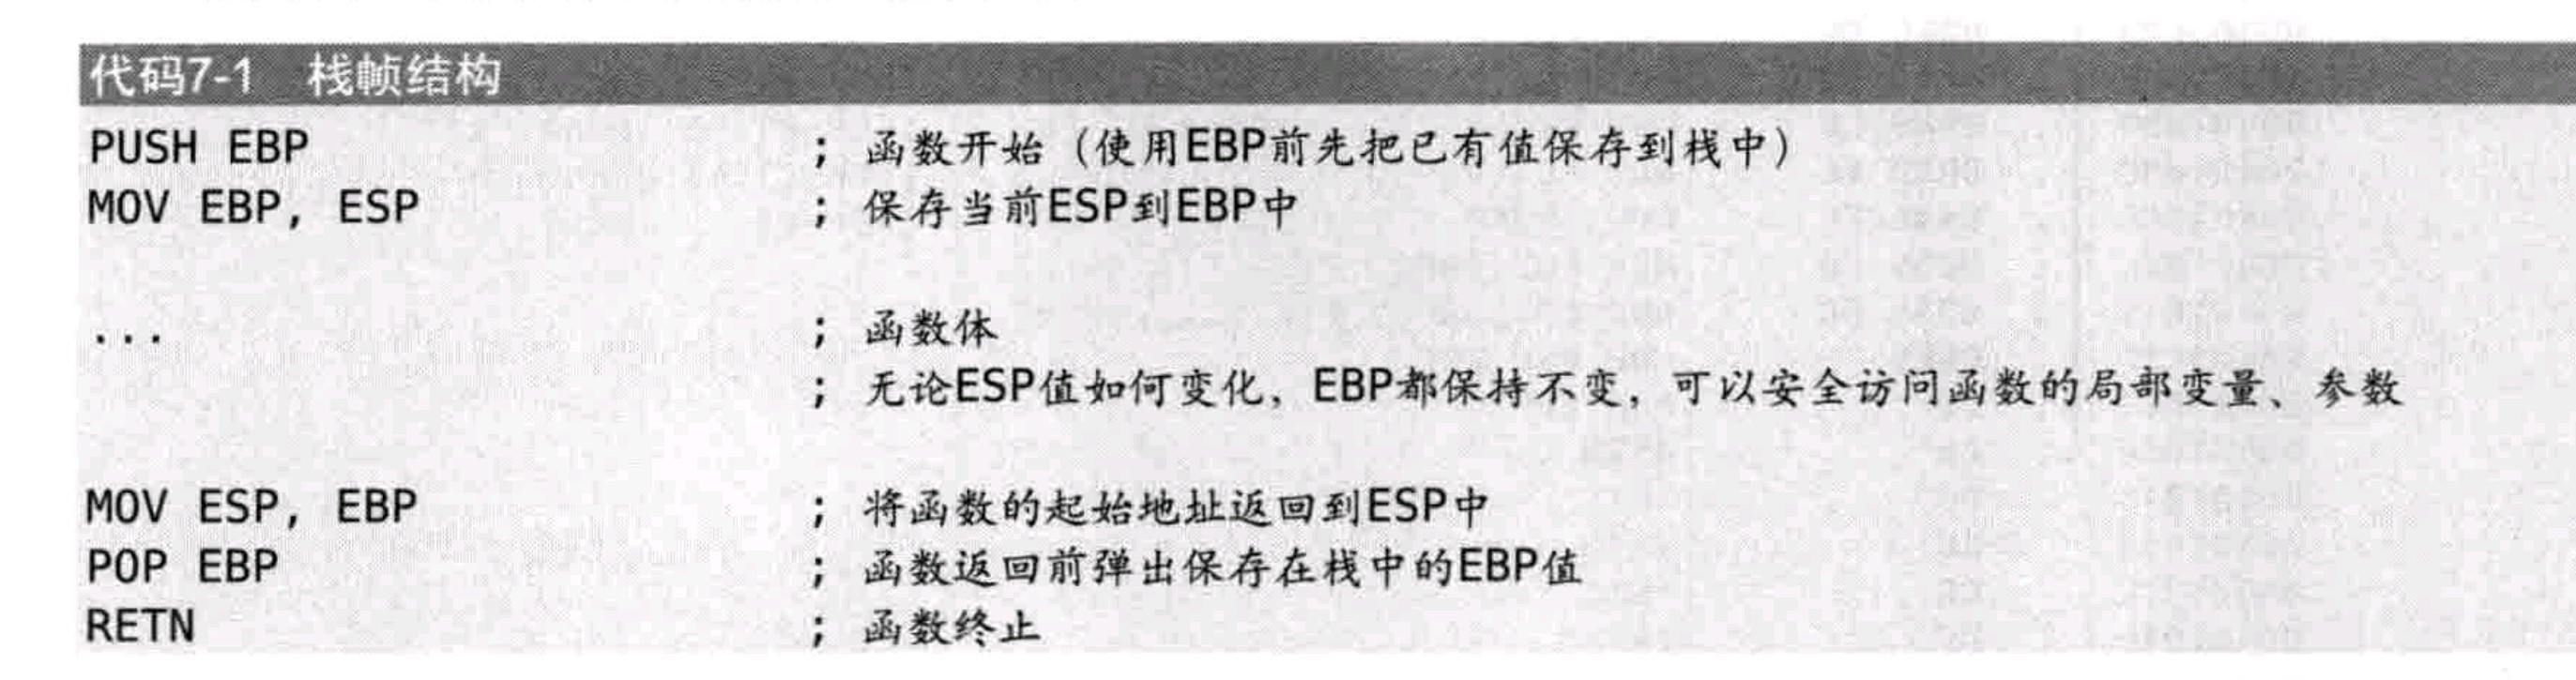 代码7-1 栈帧结构
PUSH EBP ; 函数开始（使用EBP前先把已有值保存到栈中）
MOV EBP, ESP ; 保存当前ESP到EBP中
... ; 函数体
; 无论ESP值如何变化，EBP都保持不变，可以安全访问函数的局部变量、参数
MOV ESP, EBP ; 将函数的起始地址返回到ESP中
POP EBP ; 函数返回前弹出保存在栈中的EBP值
RETN ; 函数终止